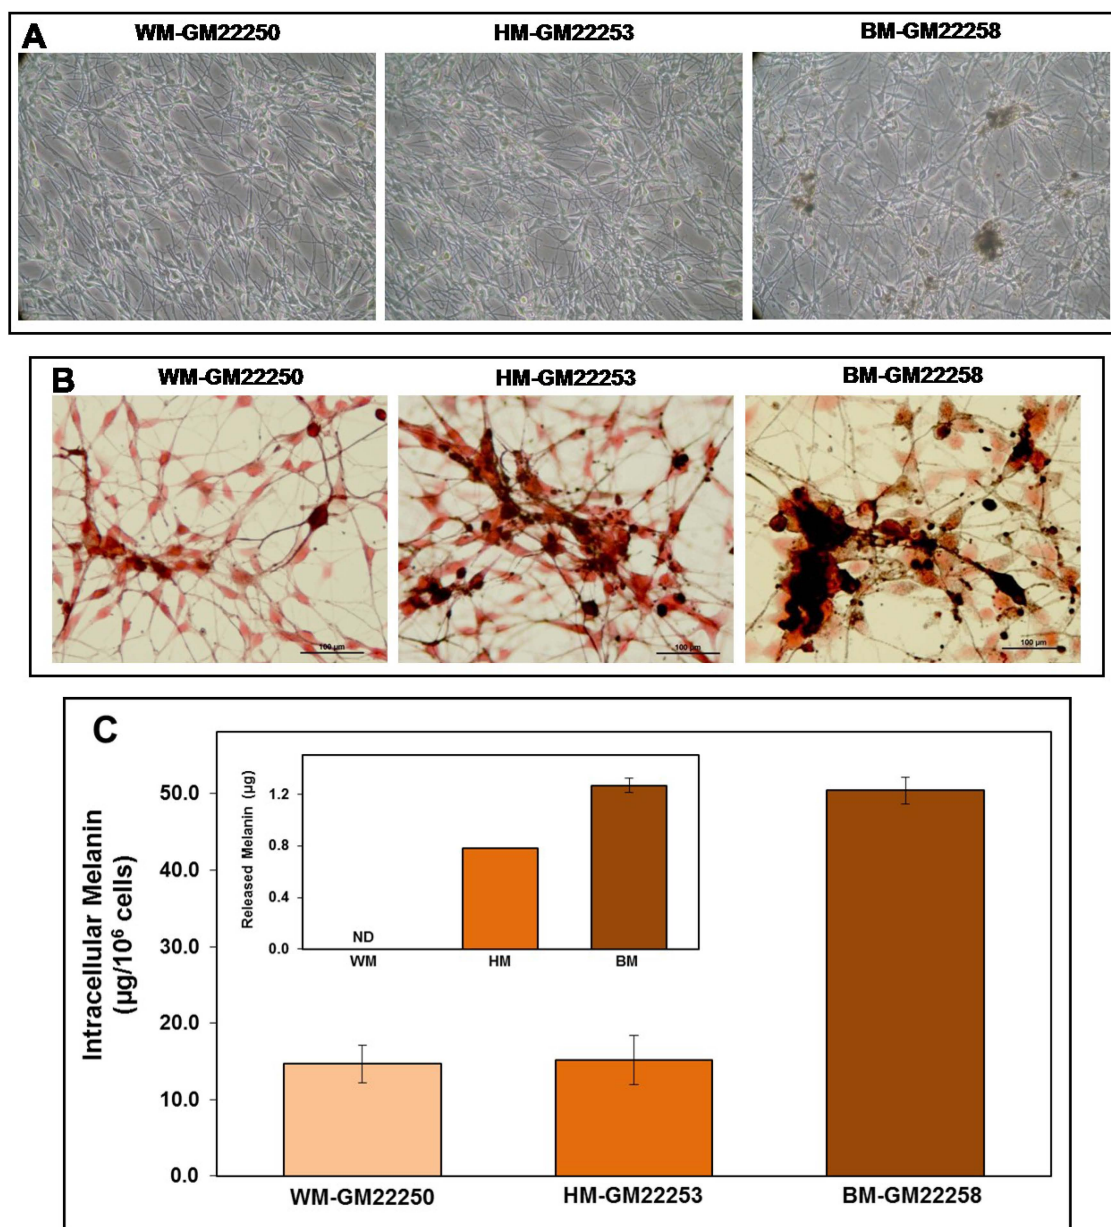 A
WM-GM22250
HM-GM22253
BM-GM22258
B
WM-GM22250
HM-GM22253
BM-GM22258
100 µm
100 µm
100 µm
C
Intracellular Melanin
(µg/10⁶ cells)
50.0
40.0
30.0
20.0
10.0
0.0
Released Melanin (µg)
1.2
0.8
0.4
0.0
ND
WM
HM
BM
WM-GM22250
HM-GM22253
BM-GM22258